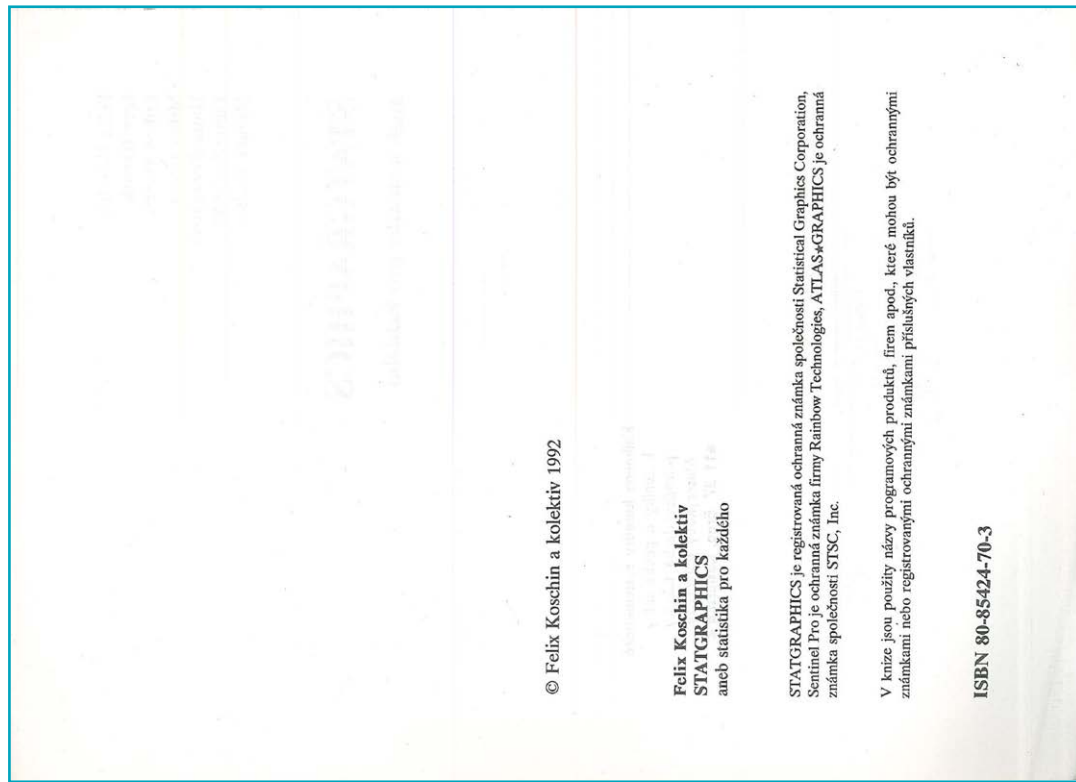 © Felix Koschin a kolektiv 1992
Felix Koschin a kolektiv
STATGRAPHICS
aneb statistika pro každého
STATGRAPHICS je registrovaná ochranná známka společnosti Statistical Graphics Corporation,
Sentinel Pro je ochranná známka firmy Rainbow Technologies, ATLAS★GRAPHICS je ochranná
známka společnosti STSC, Inc.
V knize jsou použity názvy programových produktů, firem apod., které mohou být ochrannými
známkami nebo registrovanými ochrannými známkami příslušných vlastníků.
ISBN 80-85424-70-3